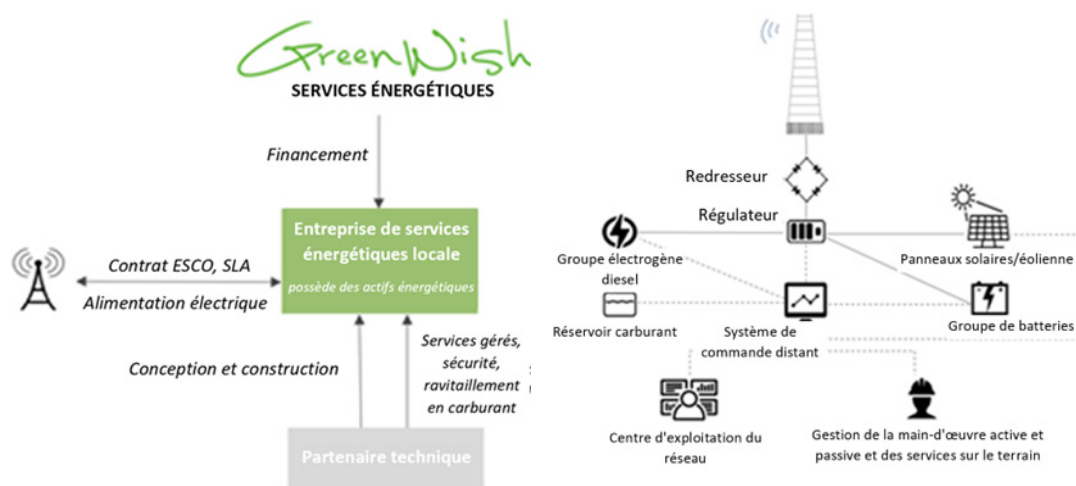 GreenWish
SERVICES ÉNERGÉTIQUES
Financement
Entreprise de services
énergétiques locale
possède des actifs énergétiques
Contrat ESCO, SLA
Alimentation électrique
Conception et construction
Services gérés,
sécurité,
ravitaillement
en carburant
Partenaire technique
Redresseur
Régulateur
Groupe électrogène
diesel
Panneaux solaires/éolienne
Réservoir carburant
Système de
commande distant
Groupe de batteries
Centre d'exploitation du
réseau
Gestion de la main-d'œuvre active et
passive et des services sur le terrain